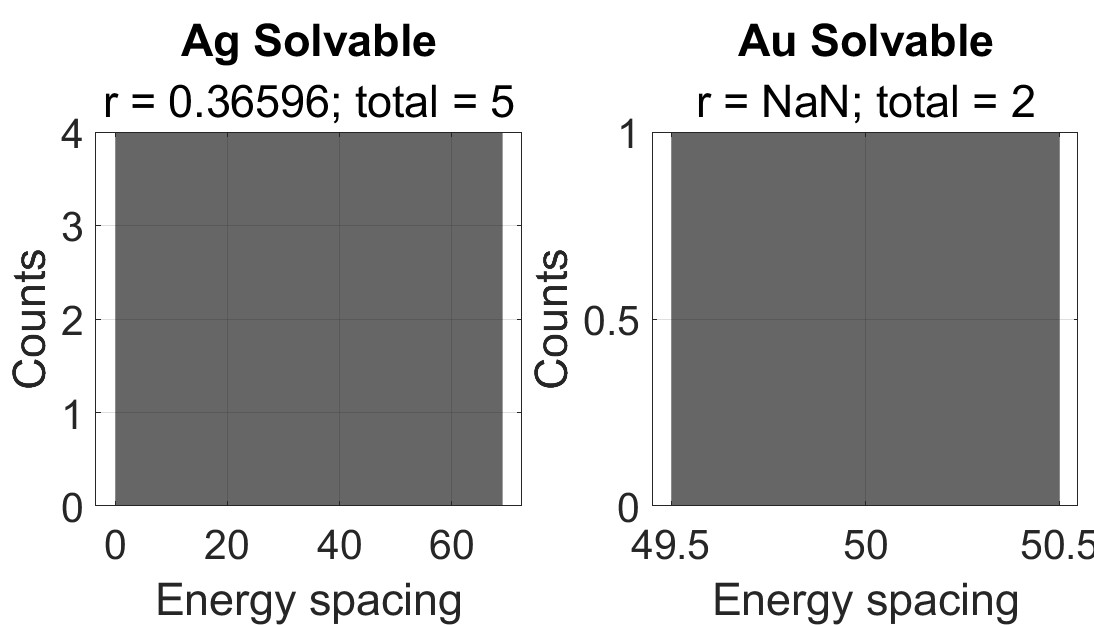 Ag Solvable
r = 0.36596; total = 5
4
3
2
1
0
Counts
0 20 40 60
Energy spacing
Au Solvable
r = NaN; total = 2
1
0.5
0
Counts
49.5 50 50.5
Energy spacing